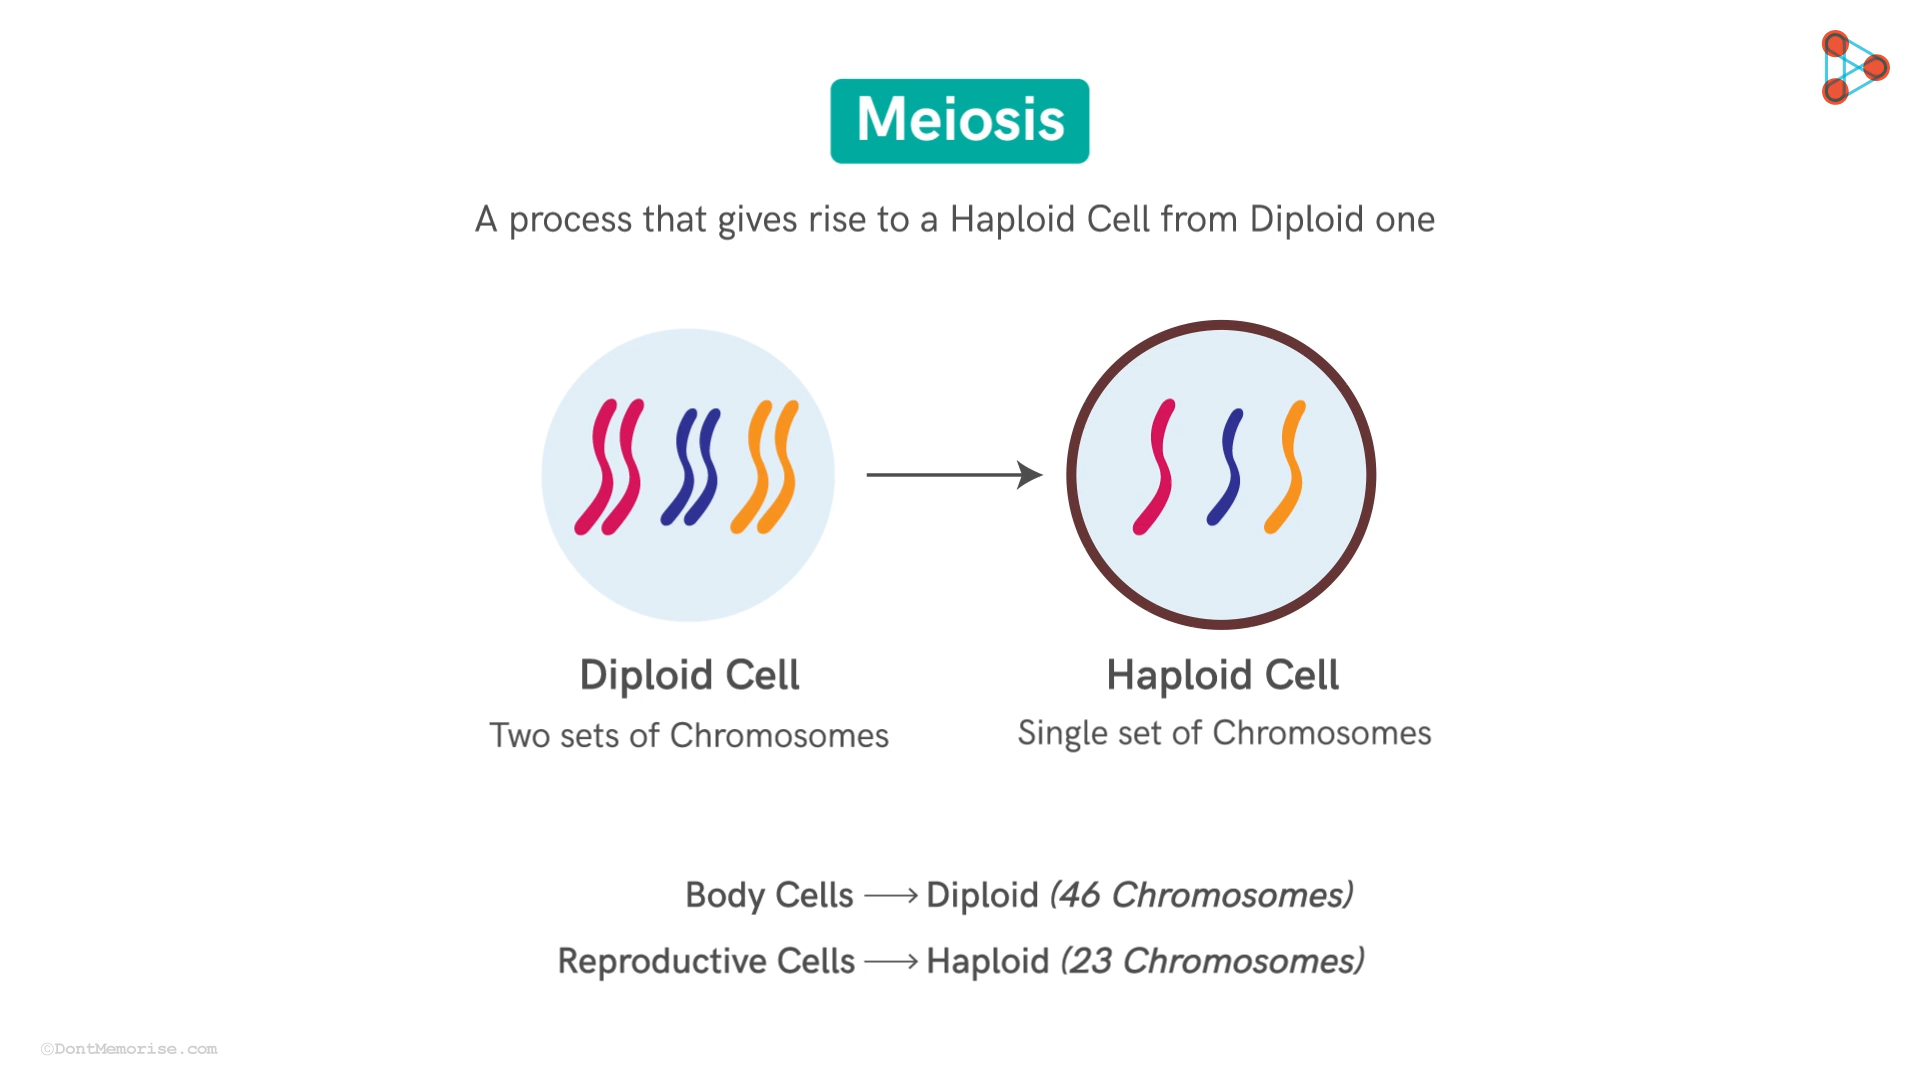 Meiosis
A process that gives rise to a Haploid Cell from Diploid one
Diploid Cell
Two sets of Chromosomes
Haploid Cell
Single set of Chromosomes
Body Cells ⟶ Diploid (46 Chromosomes)
Reproductive Cells ⟶ Haploid (23 Chromosomes)
©DontMemorise.com